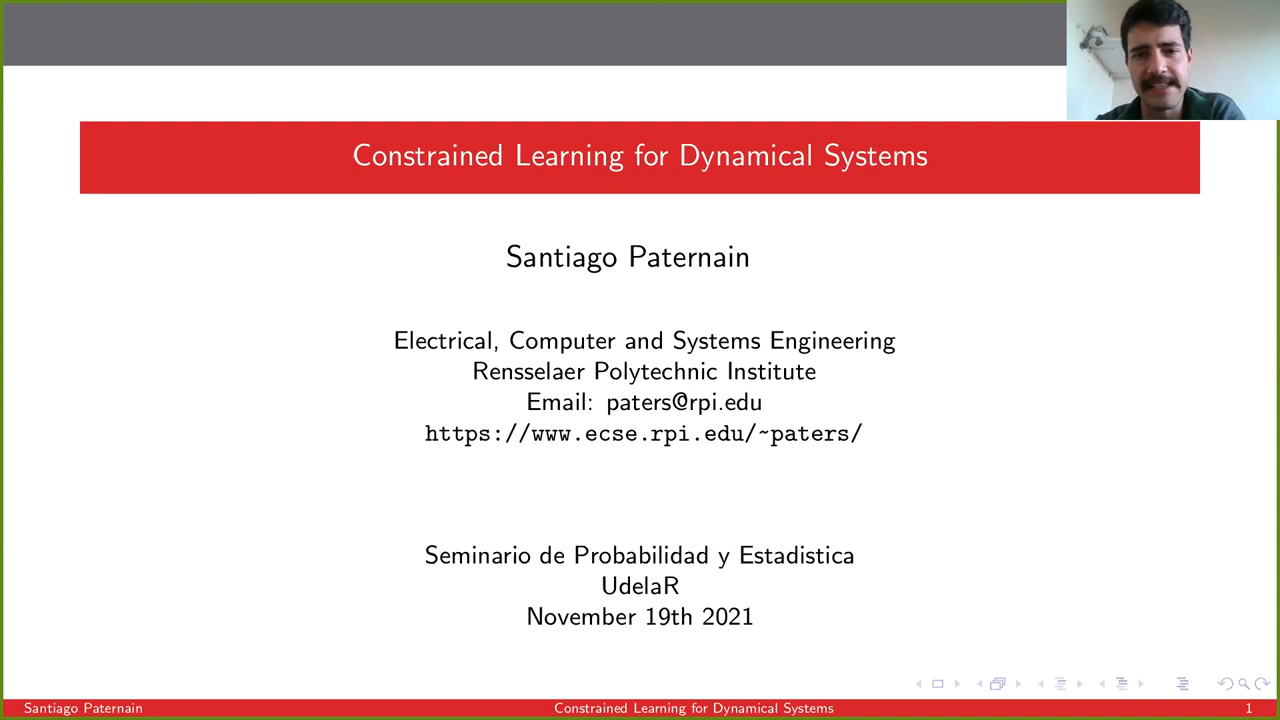 Constrained Learning for Dynamical Systems
Santiago Paternain
Electrical, Computer and Systems Engineering
Rensselaer Polytechnic Institute
Email: paters@rpi.edu
https://www.ecse.rpi.edu/~paters/
Seminario de Probabilidad y Estadistica
UdelaR
November 19th 2021
Santiago Paternain
Constrained Learning for Dynamical Systems
1